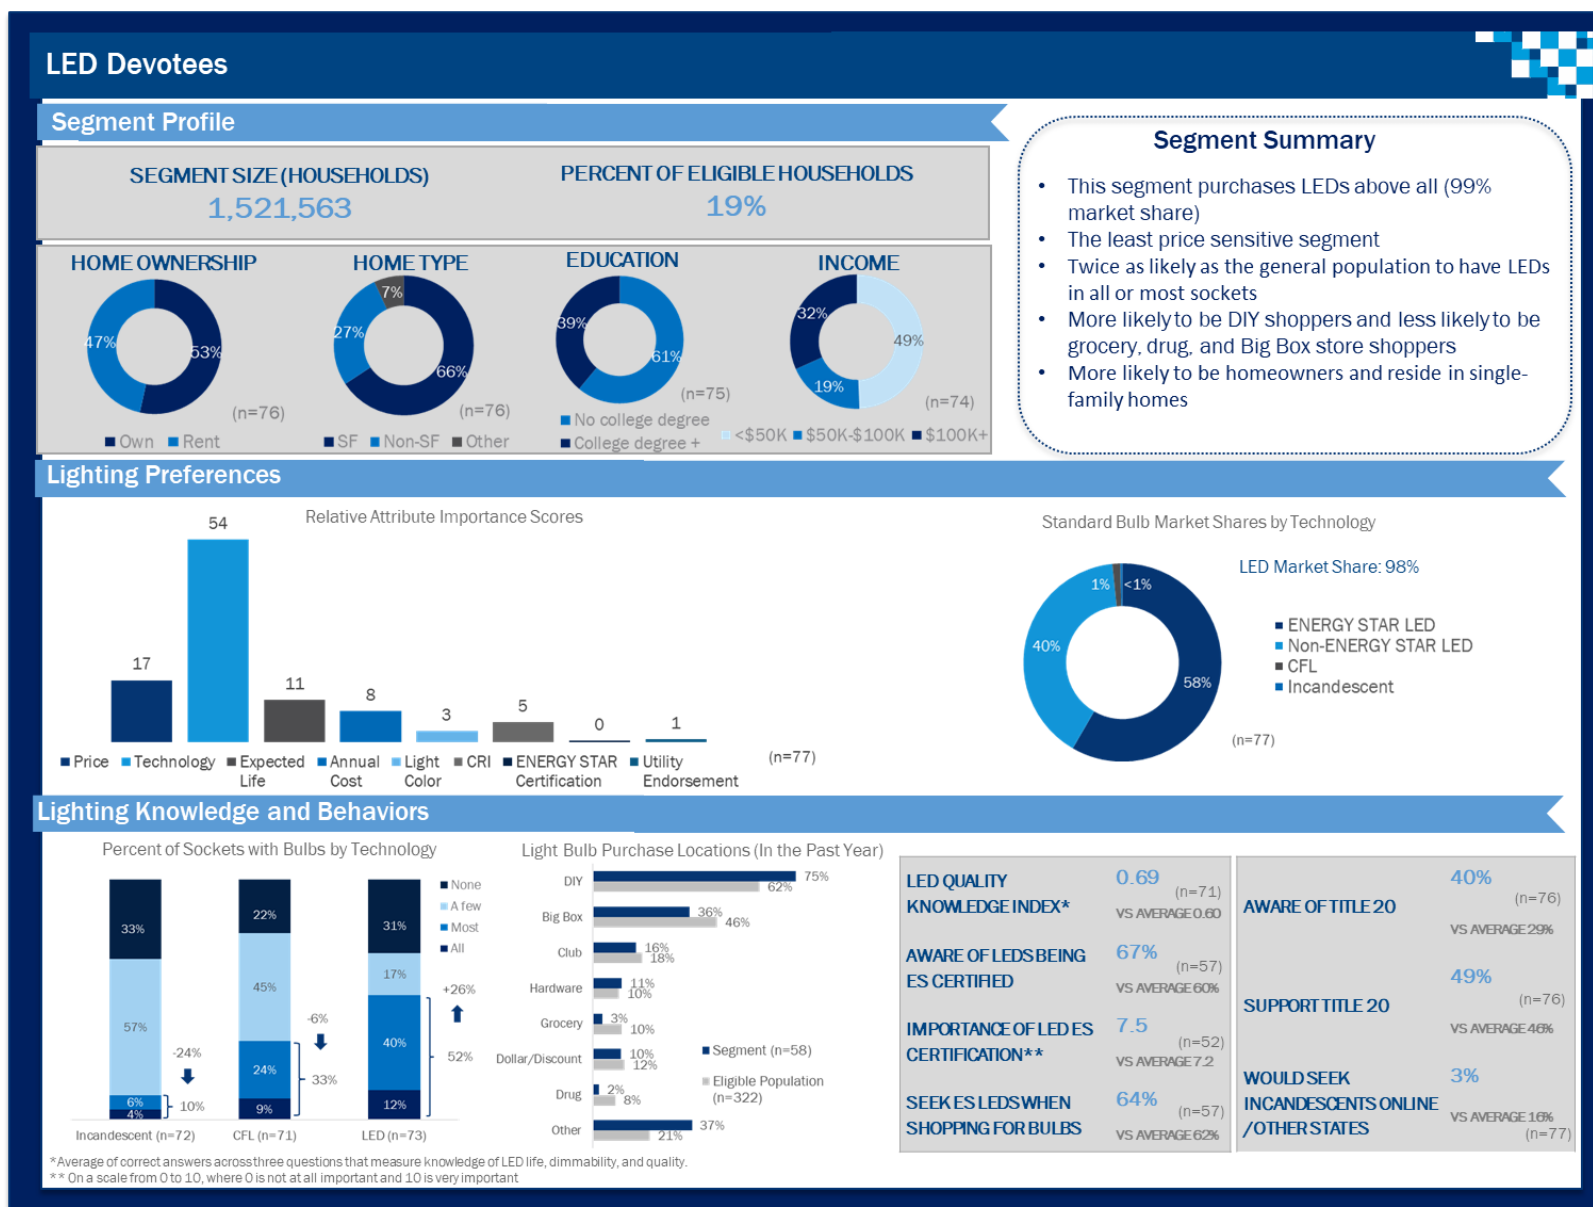 LED Devotees
Segment Profile
SEGMENT SIZE (HOUSEHOLDS)
1,521,563
PERCENT OF ELIGIBLE HOUSEHOLDS
19%
HOME OWNERSHIP
47%
53%
(n=76)
Own Rent
HOME TYPE
7%
27%
66%
(n=76)
SF Non-SF Other
EDUCATION
39%
61%
(n=75)
No college degree
College degree +
INCOME
32%
49%
19%
(n=74)
<$50K $50K-$100K $100K+
Segment Summary
• This segment purchases LEDs above all (99%
market share)
• The least price sensitive segment
• Twice as likely as the general population to have LEDs
in all or most sockets
• More likely to be DIY shoppers and less likely to be
grocery, drug, and Big Box store shoppers
• More likely to be homeowners and reside in single-
family homes
Lighting Preferences
Relative Attribute Importance Scores
17
54
11
8
3
5
0
1
Price Technology Expected Annual Light CRI ENERGY STAR Utility
Life Cost Color Certification Endorsement
(n=77)
Standard Bulb Market Shares by Technology
LED Market Share: 98%
1%
<1%
40%
58%
ENERGY STAR LED
Non-ENERGY STAR LED
CFL
Incandescent
(n=77)
Lighting Knowledge and Behaviors
Percent of Sockets with Bulbs by Technology
33%
57%
6%
4%
-24%
10%
22%
45%
24%
9%
-6%
33%
31%
17%
40%
12%
+26%
52%
None
A few
Most
All
Incandescent (n=72)
CFL (n=71)
LED (n=73)
Light Bulb Purchase Locations (In the Past Year)
DIY
75%
62%
Big Box
36%
46%
Club
16%
18%
Hardware
11%
10%
Grocery
3%
10%
Dollar/Discount
10%
12%
Drug
2%
8%
Other
37%
21%
Segment (n=58)
Eligible Population
(n=322)
LED QUALITY
KNOWLEDGE INDEX*
0.69
(n=71)
VS AVERAGE 0.60
AWARE OF LEDS BEING
ES CERTIFIED
67%
(n=57)
VS AVERAGE 60%
IMPORTANCE OF LED ES
CERTIFICATION**
7.5
(n=52)
VS AVERAGE 7.2
SEEK ES LEDS WHEN
SHOPPING FOR BULBS
64%
(n=57)
VS AVERAGE 62%
AWARE OF TITLE 20
40%
(n=76)
VS AVERAGE 29%
SUPPORT TITLE 20
49%
(n=76)
VS AVERAGE 46%
WOULD SEEK
INCANDESCENTS ONLINE
/OTHER STATES
3%
VS AVERAGE 16%
(n=77)
*Average of correct answers across three questions that measure knowledge of LED life, dimmability, and quality.
** On a scale from 0 to 10, where 0 is not at all important and 10 is very important